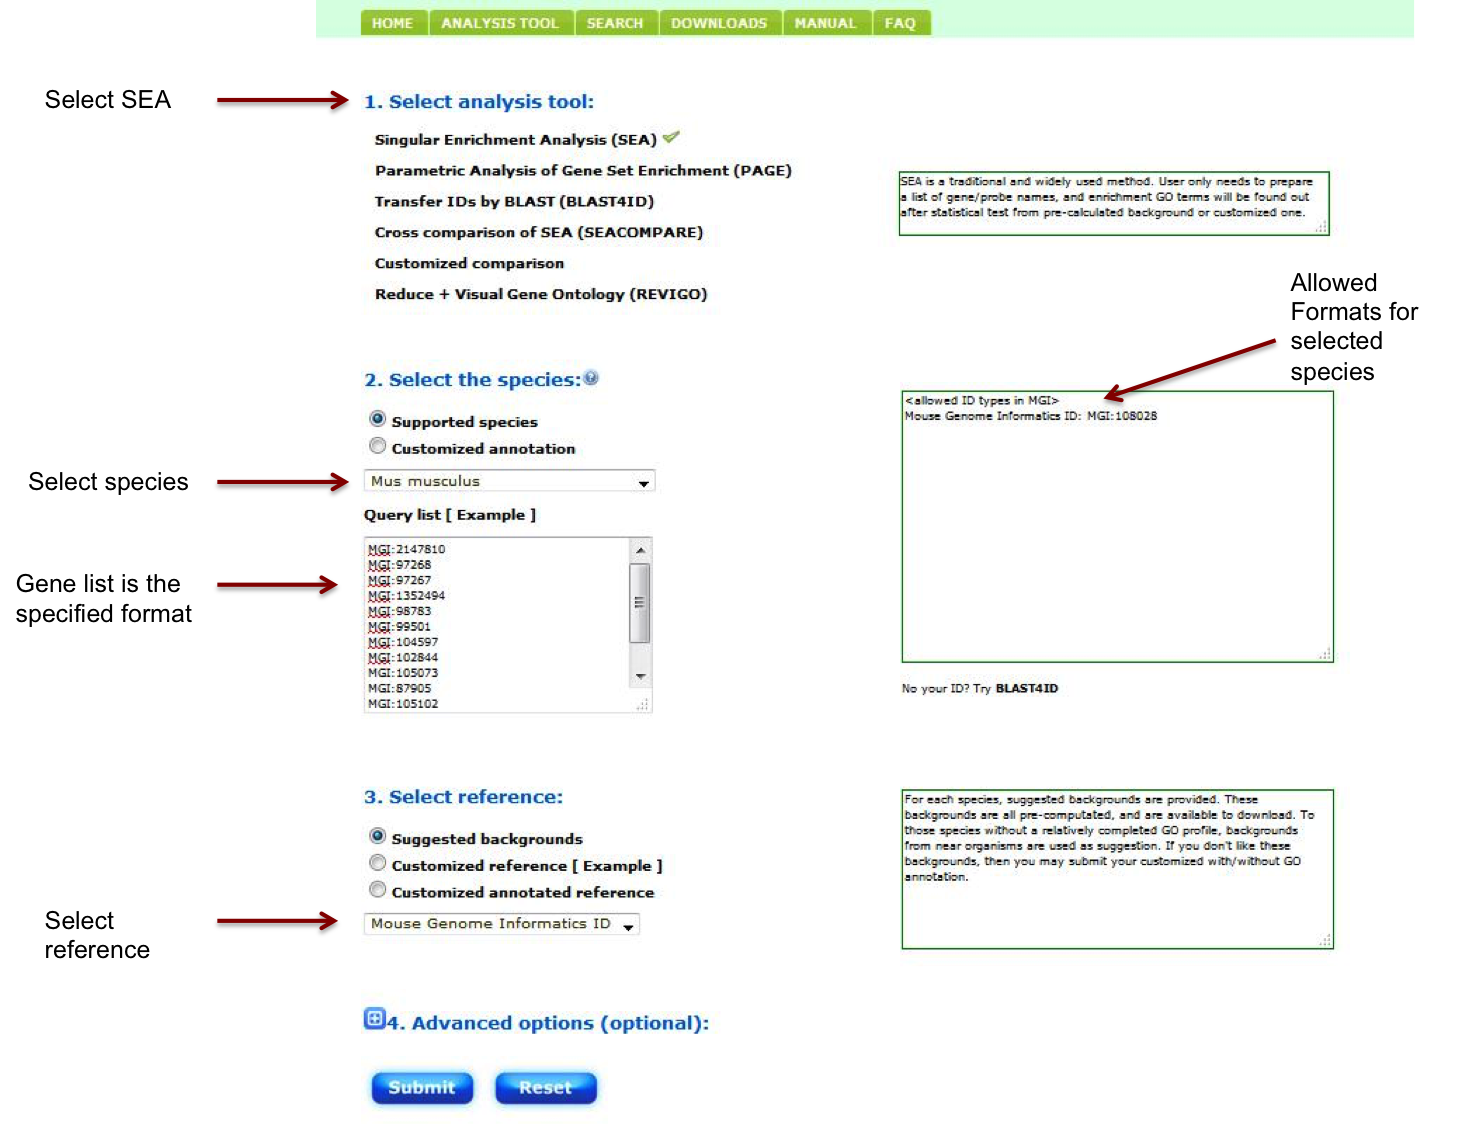 HOME ANALYSIS TOOL SEARCH DOWNLOADS MANUAL FAQ
Select SEA
1. Select analysis tool:
Singular Enrichment Analysis (SEA)
Parametric Analysis of Gene Set Enrichment (PAGE)
Transfer IDs by BLAST (BLAST4ID)
Cross comparison of SEA (SEACOMPARE)
Customized comparison
Reduce + Visual Gene Ontology (REVIGO)
SEA is a traditional and widely used method. User only needs to prepare
a list of gene/probe names, and enrichment GO terms will be found out
after statistical test from pre-calculated background or customized one.
Allowed
Formats for
selected
species
2. Select the species:
Supported species
Customized annotation
Select species
Mus musculus
Query list [ Example ]
Gene list is the
specified format
MGI:2147810
MGI:97268
MGI:97267
MGI:1352494
MGI:98783
MGI:99501
MGI:104597
MGI:102844
MGI:105073
MGI:87905
MGI:105102
<allowed ID types in MGI>
Mouse Genome Informatics ID: MGI:108028
No your ID? Try BLAST4ID
3. Select reference:
Suggested backgrounds
Customized reference [ Example ]
Customized annotated reference
Select
reference
Mouse Genome Informatics ID
For each species, suggested backgrounds are provided. These
backgrounds are all pre-computated, and are available to download. To
those species without a relatively completed GO profile, backgrounds
from near organisms are used as suggestion. If you don't like these
backgrounds, then you may submit your customized with/without GO
annotation.
4. Advanced options (optional):
Submit Reset